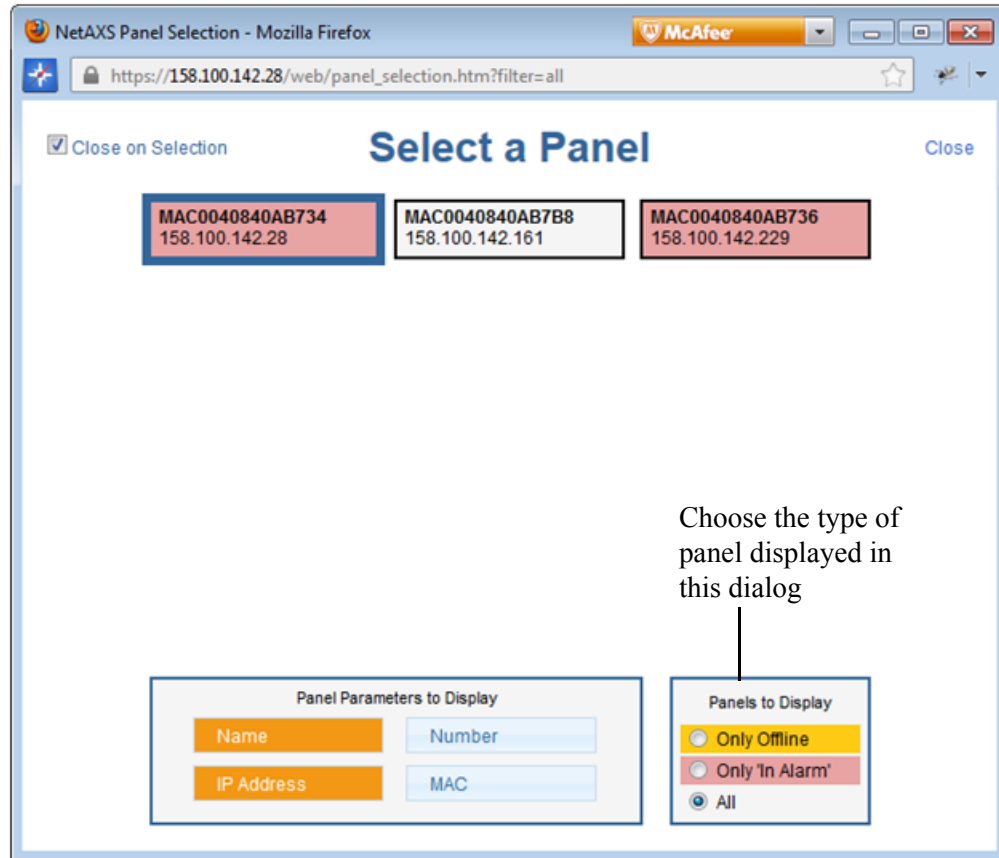 NetAXS Panel Selection - Mozilla Firefox
McAfee
https://158.100.142.28/web/panel_selection.htm?filter=all
Close on Selection
Select a Panel
Close
MAC0040840AB734
158.100.142.28
MAC0040840AB7B8
158.100.142.161
MAC0040840AB736
158.100.142.229
Choose the type of
panel displayed in
this dialog
Panel Parameters to Display
Name
Number
IP Address
MAC
Panels to Display
Only Offline
Only 'In Alarm'
All